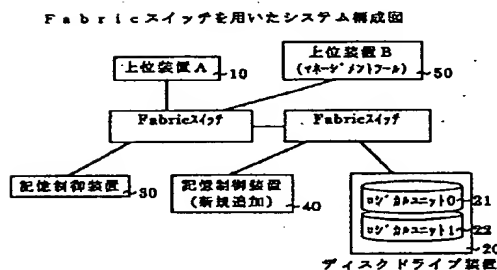 Ｆａｂｒｉｃスイッチを用いたシステム構成図
上位装置Ａ
10
上位装置Ｂ
(マネージメントツール)
50
Fabricスイッチ
Fabricスイッチ
記憶制御装置
30
記憶制御装置
(新規追加)
40
ロジカルユニット0
21
ロジカルユニット1
22
20
ディスクドライブ装置